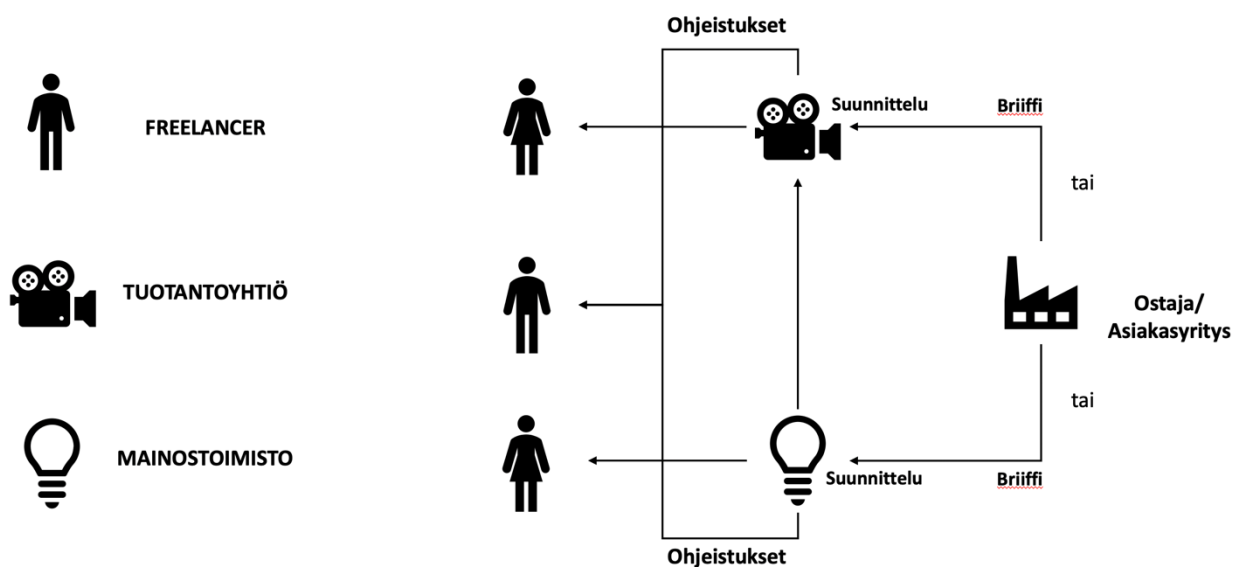 Ohjeistukset
FREELANCER
Suunnittelu
Briiffi
tai
TUOTANTOYHTIÖ
Ostaja/
Asiakasyritys
tai
MAINOSTOIMISTO
Suunnittelu
Briiffi
Ohjeistukset